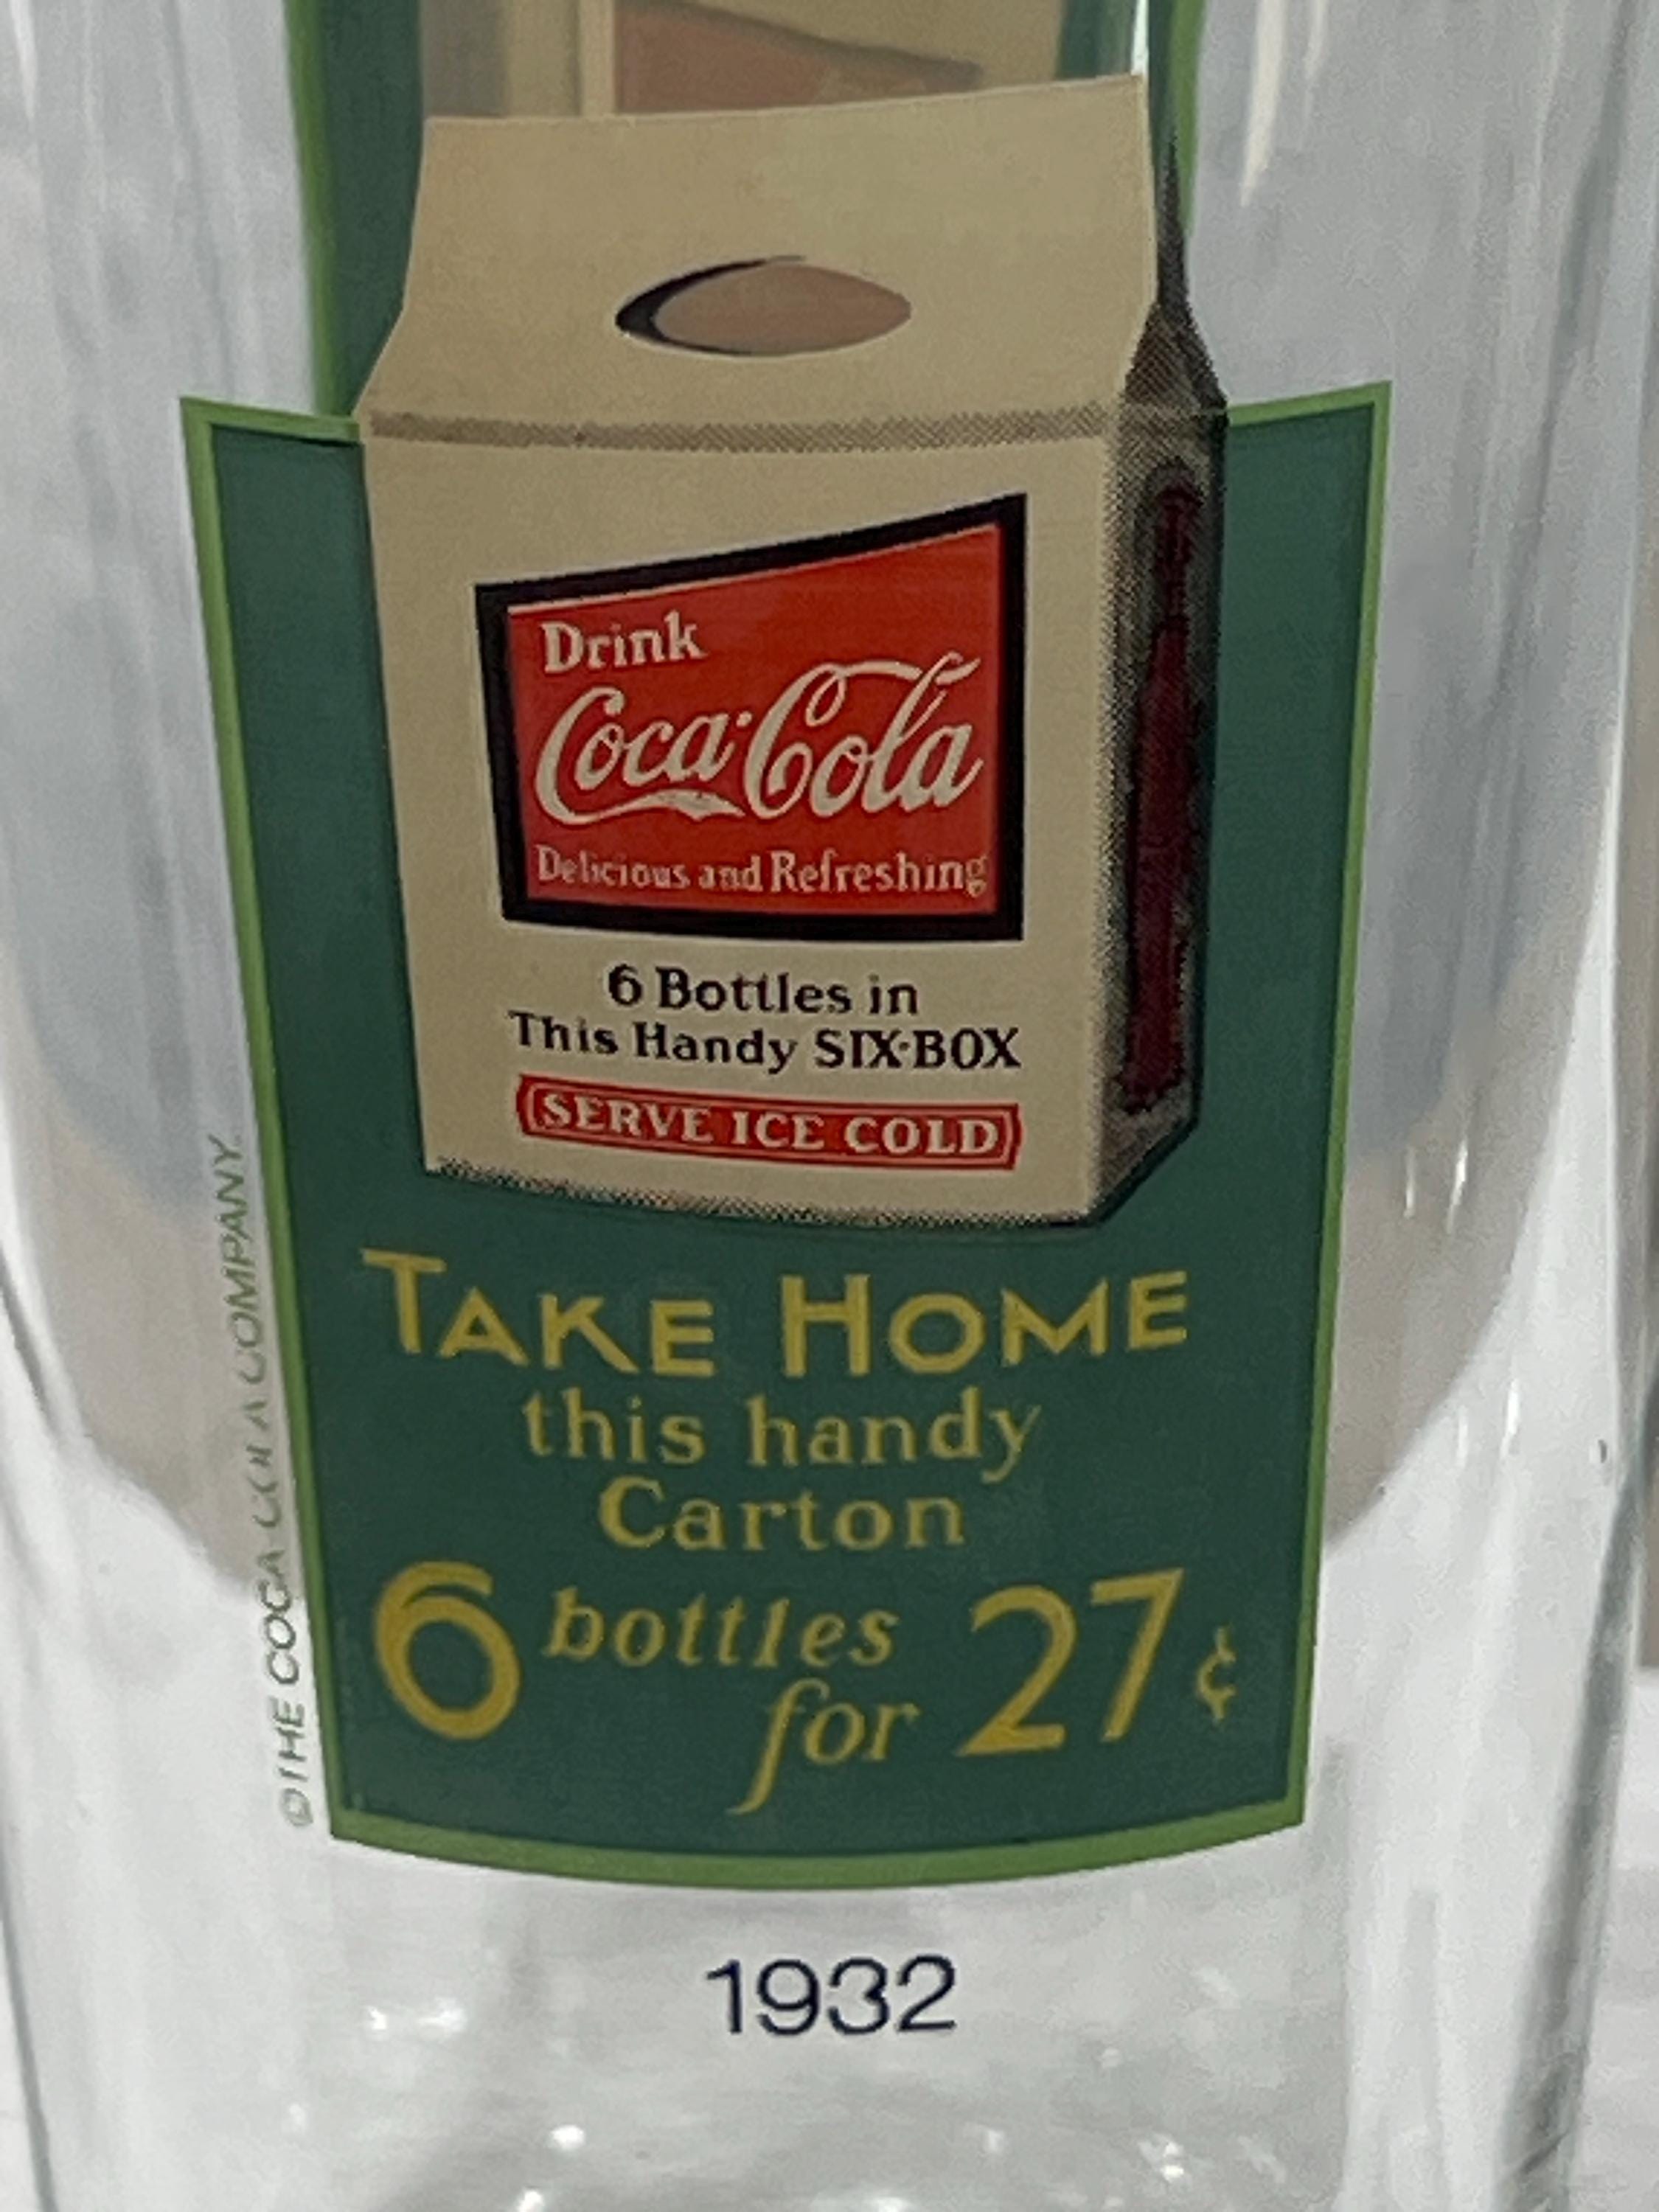 Drink
Coca-Cola
Delicious and Refreshing
6 Bottles in
This Handy SIX-BOX
SERVE ICE COLD
TAKE HOME
this handy
Carton
6 bottles
for 27¢
© THE COCA-COLA COMPANY
1932